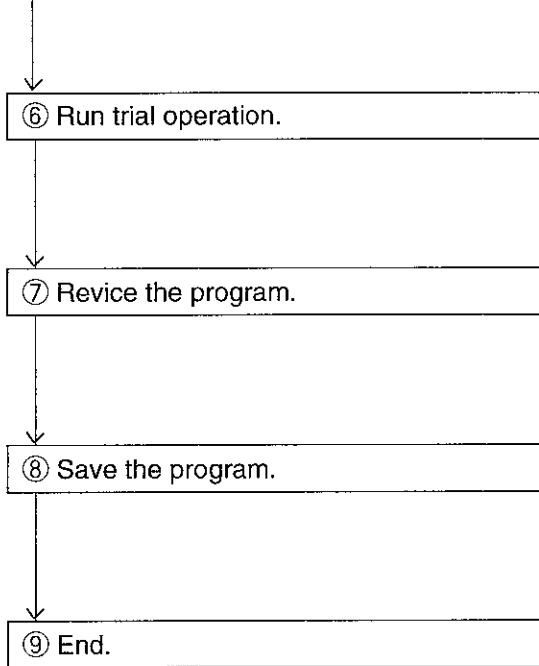 ⑥ Run trial operation.
⑦ Revice the program.
⑧ Save the program.
⑨ End.